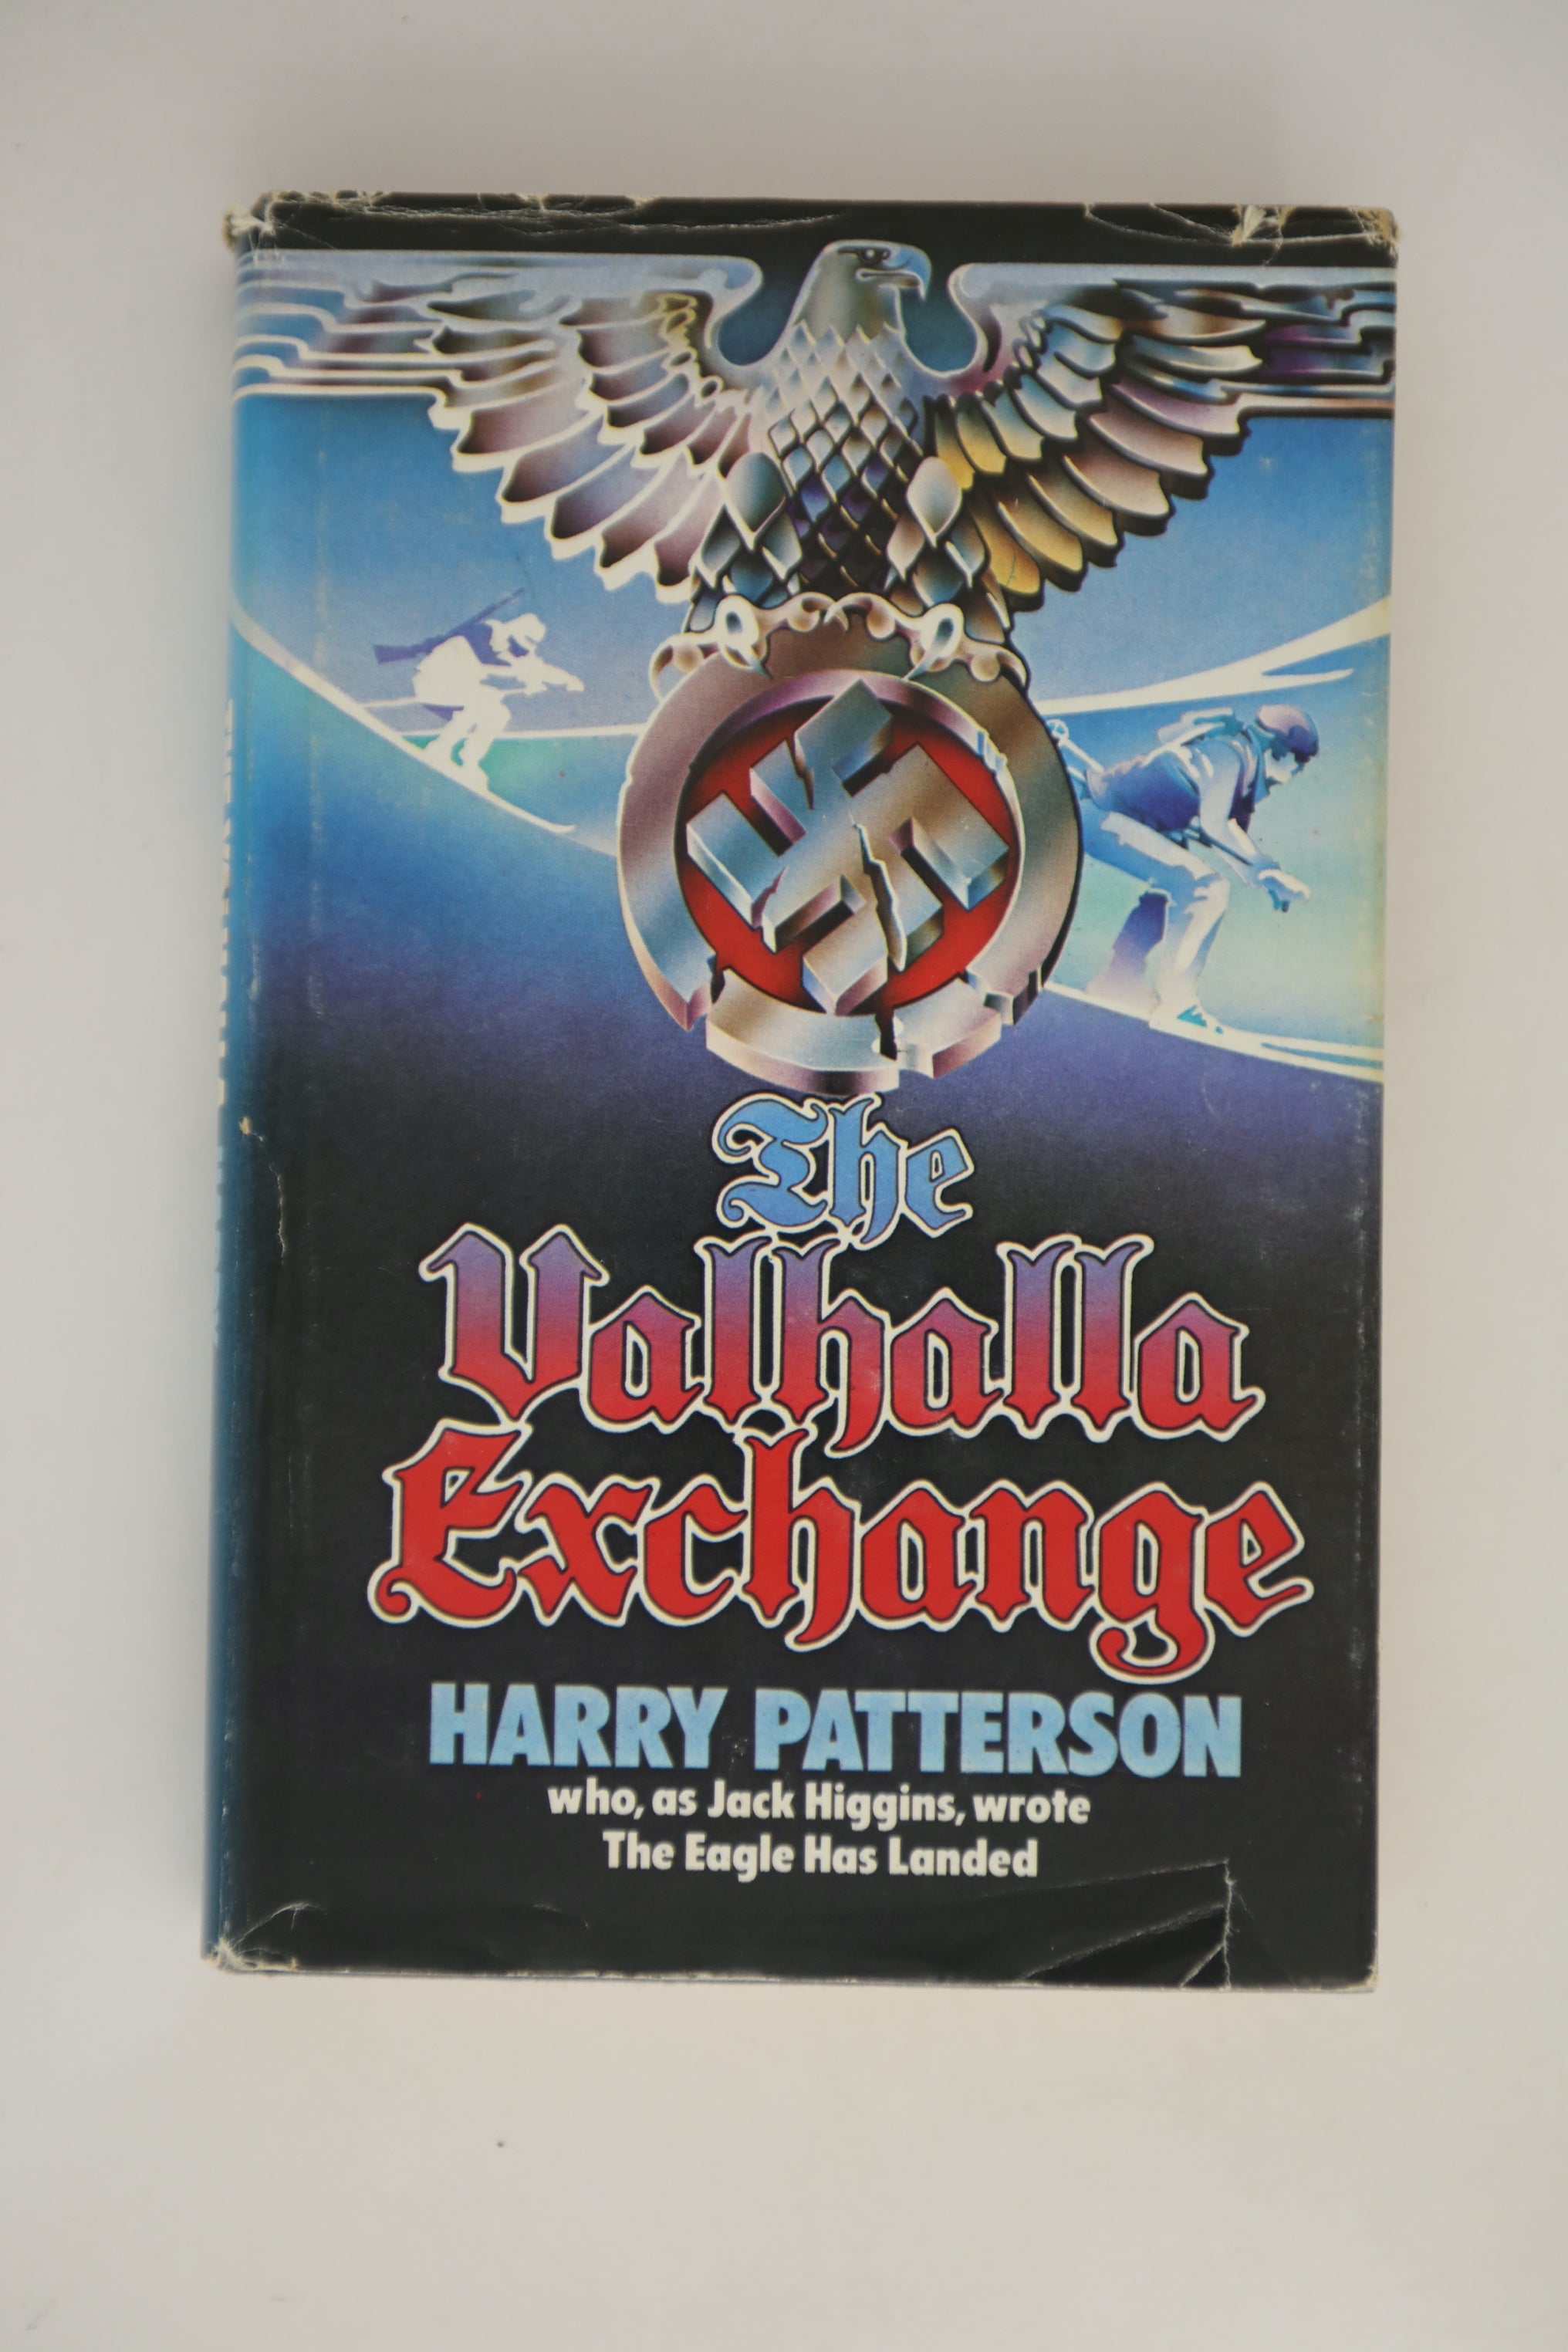 The
Valhalla
Exchange
HARRY PATTERSON
who, as Jack Higgins, wrote
The Eagle Has Landed